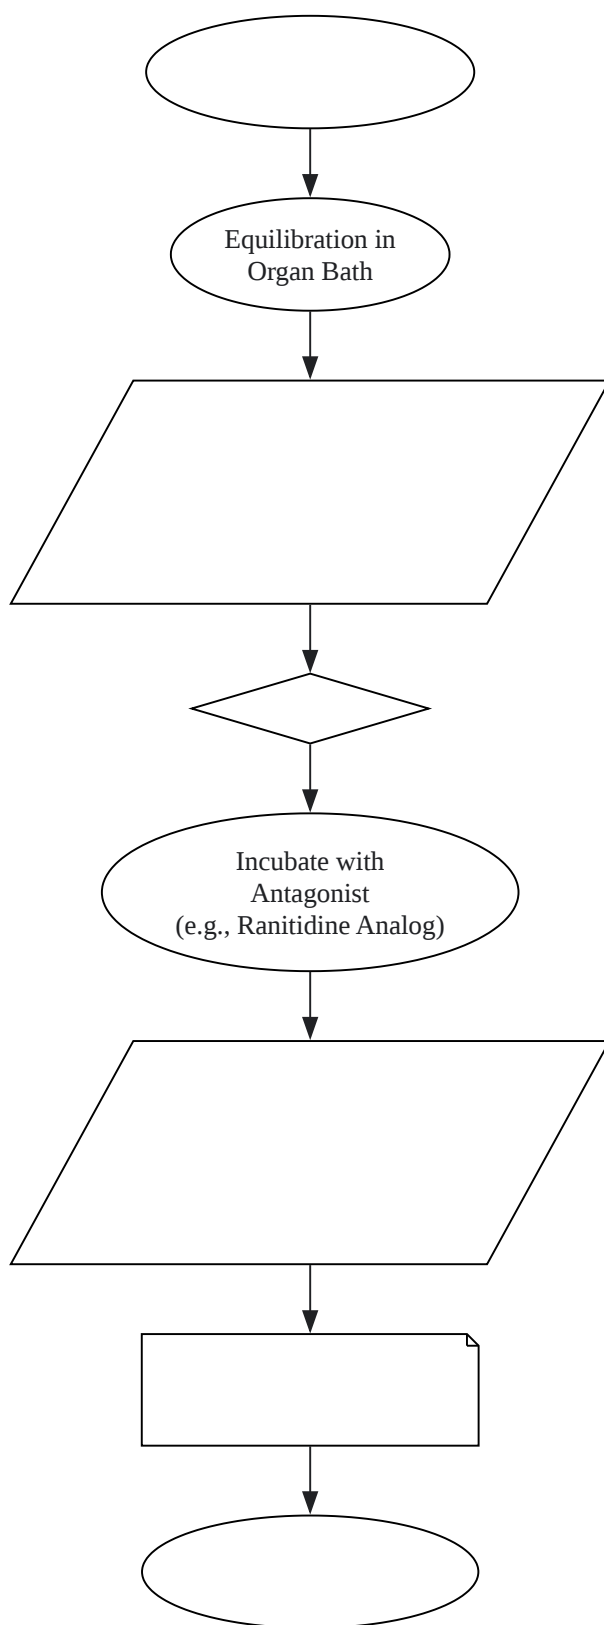 Equilibration in
Organ Bath
Incubate with
Antagonist
(e.g., Ranitidine Analog)